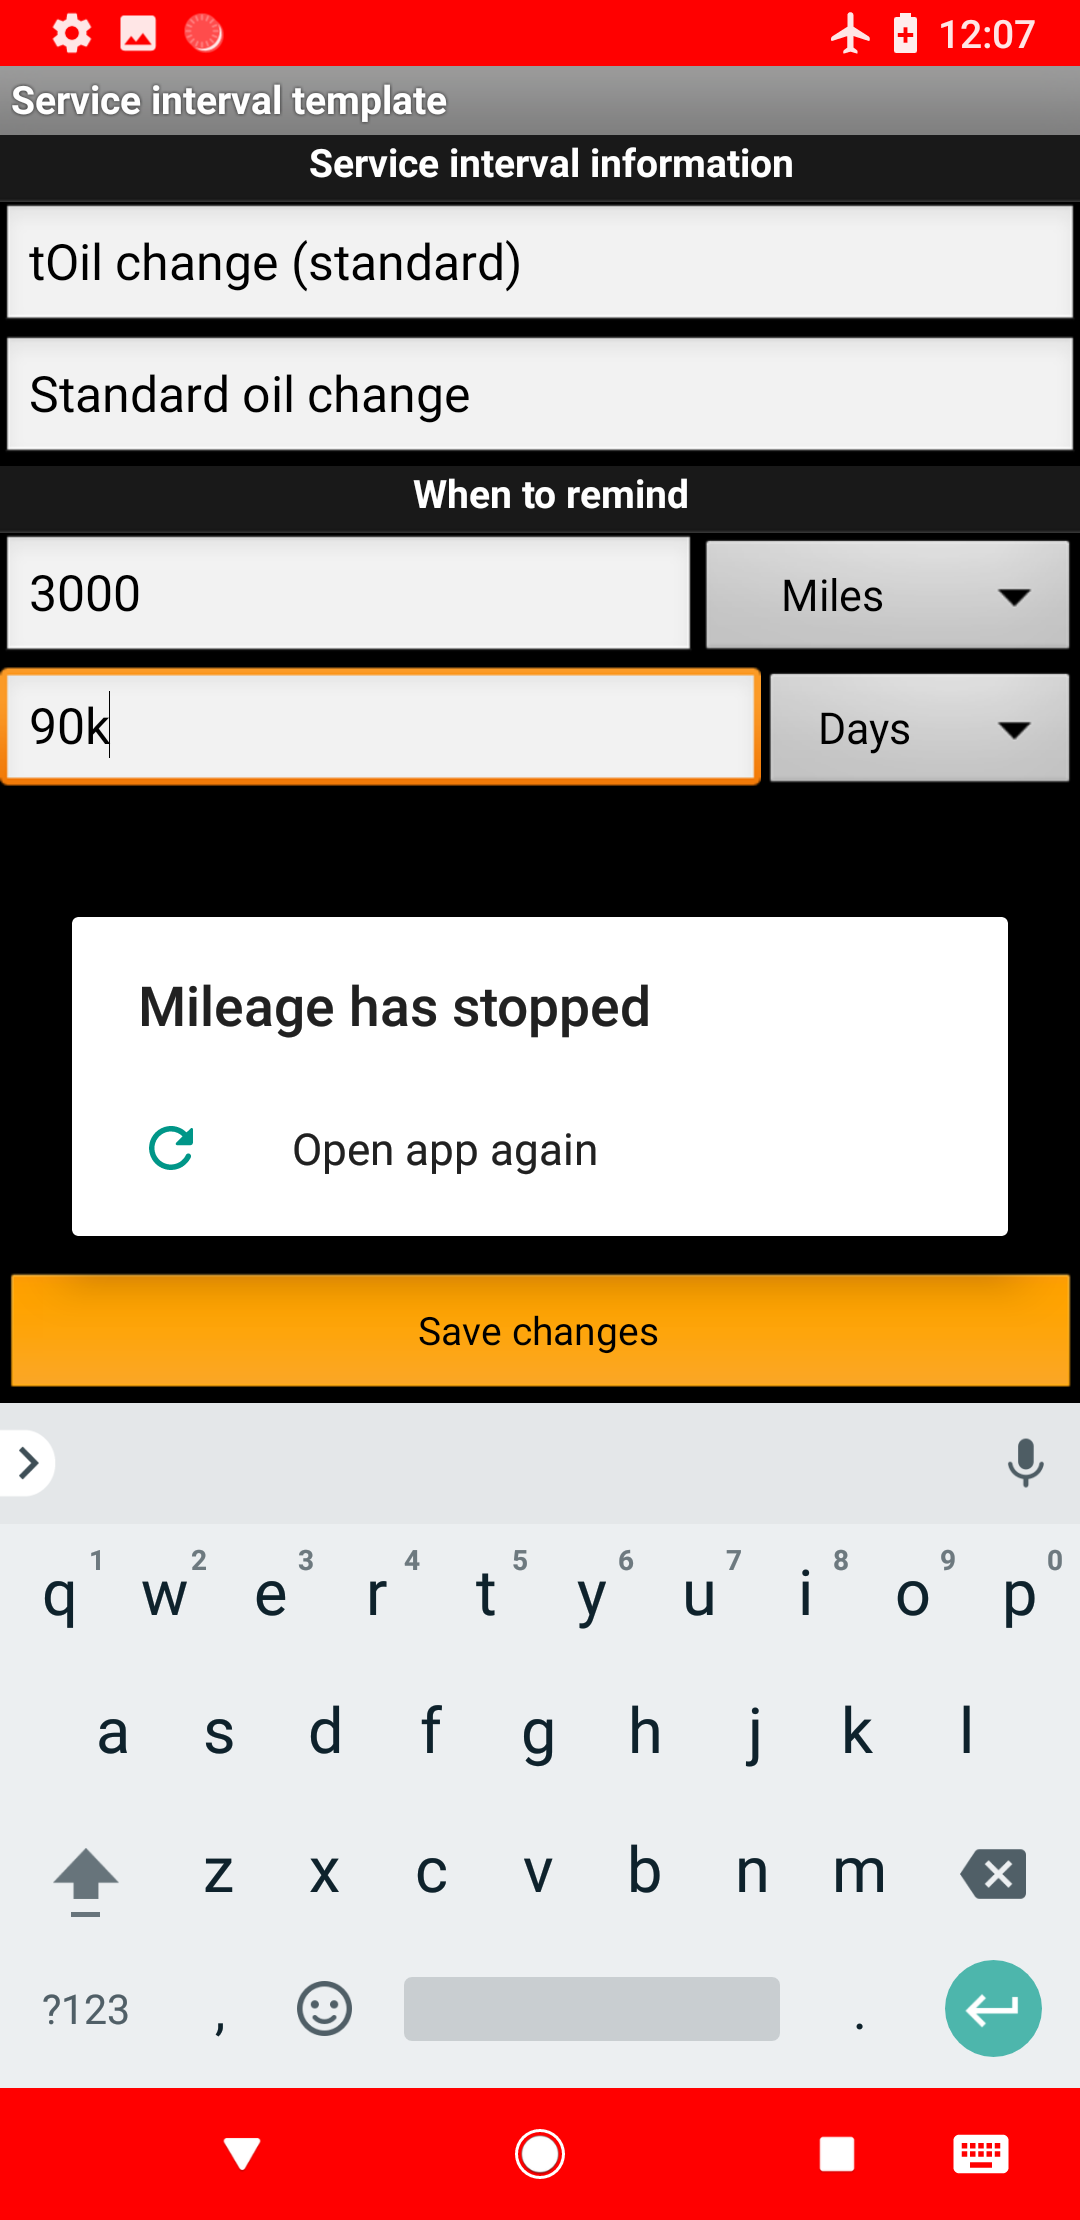 12:07
Service interval template
Service interval information
tOil change (standard)
Standard oil change
When to remind
3000 Miles
90k Days
Mileage has stopped
Open app again
Save changes
1 2 3 4 5 6 7 8 9 0
q w e r t y u i o p
a s d f g h j k l
z x c v b n m
?123 , .